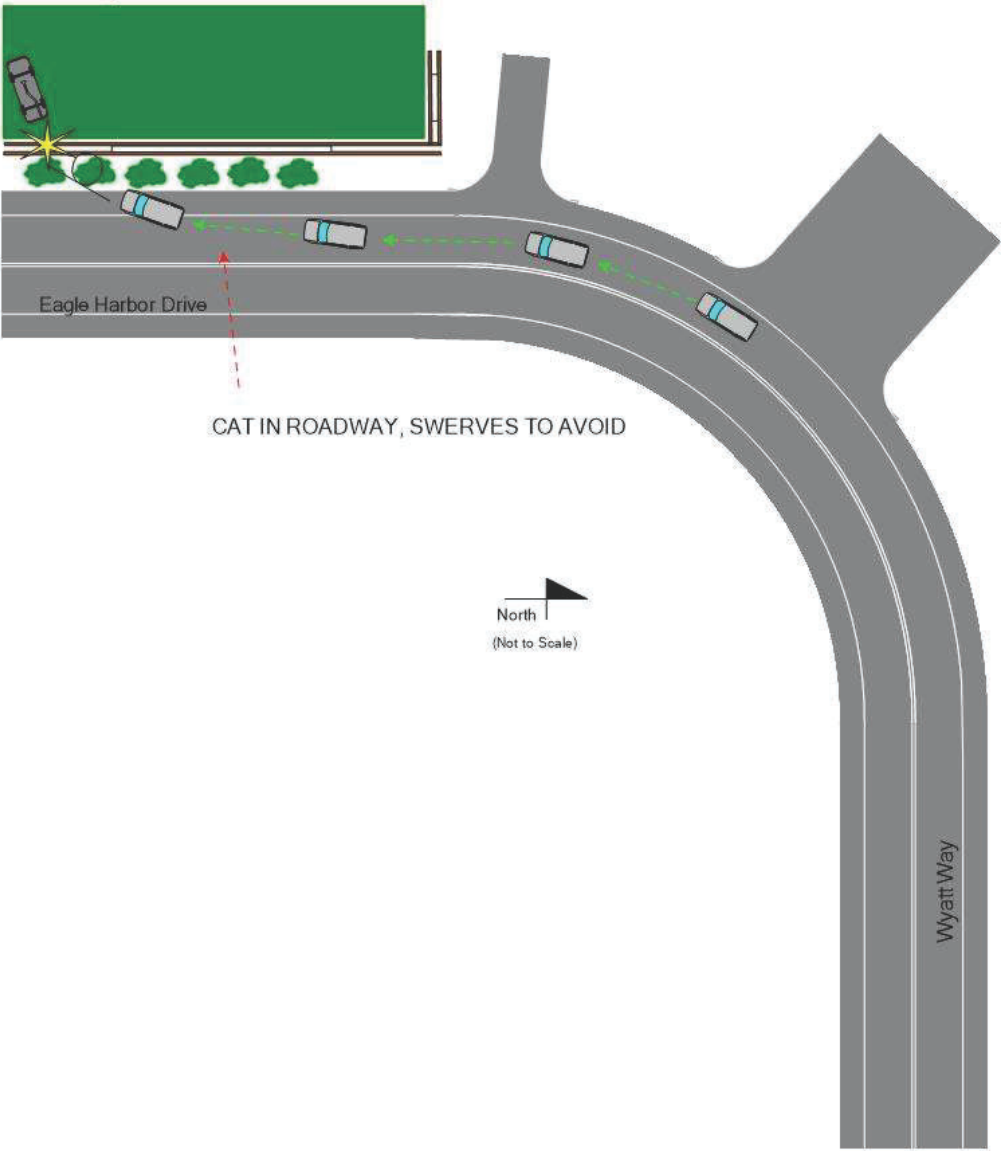 Eagle Harbor Drive
CAT IN ROADWAY, SWERVES TO AVOID
North
(Not to Scale)
Wyatt Way